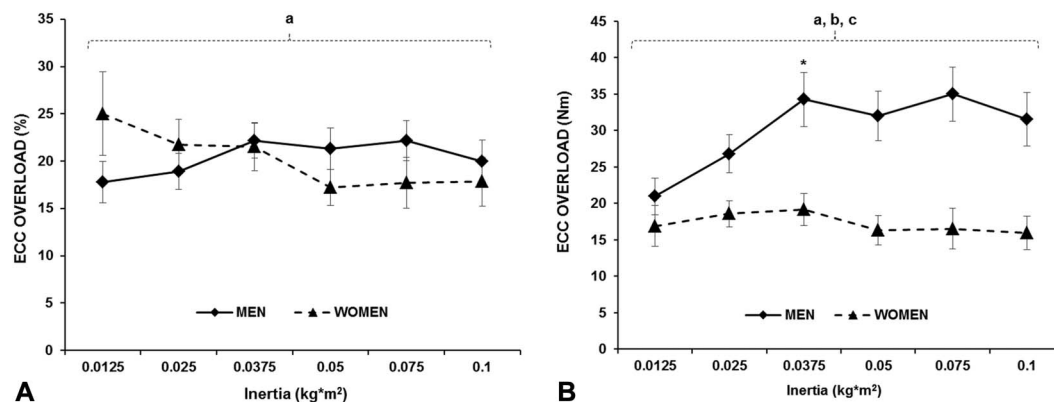 a
35
30
25
20
15
10
5
0
ECC OVERLOAD (%)
MEN WOMEN
0.0125 0.025 0.0375 0.05 0.075 0.1
Inertia (kg*m²)
A
a, b, c
*
45
40
35
30
25
20
15
10
5
0
ECC OVERLOAD (Nm)
MEN WOMEN
0.0125 0.025 0.0375 0.05 0.075 0.1
Inertia (kg*m²)
B